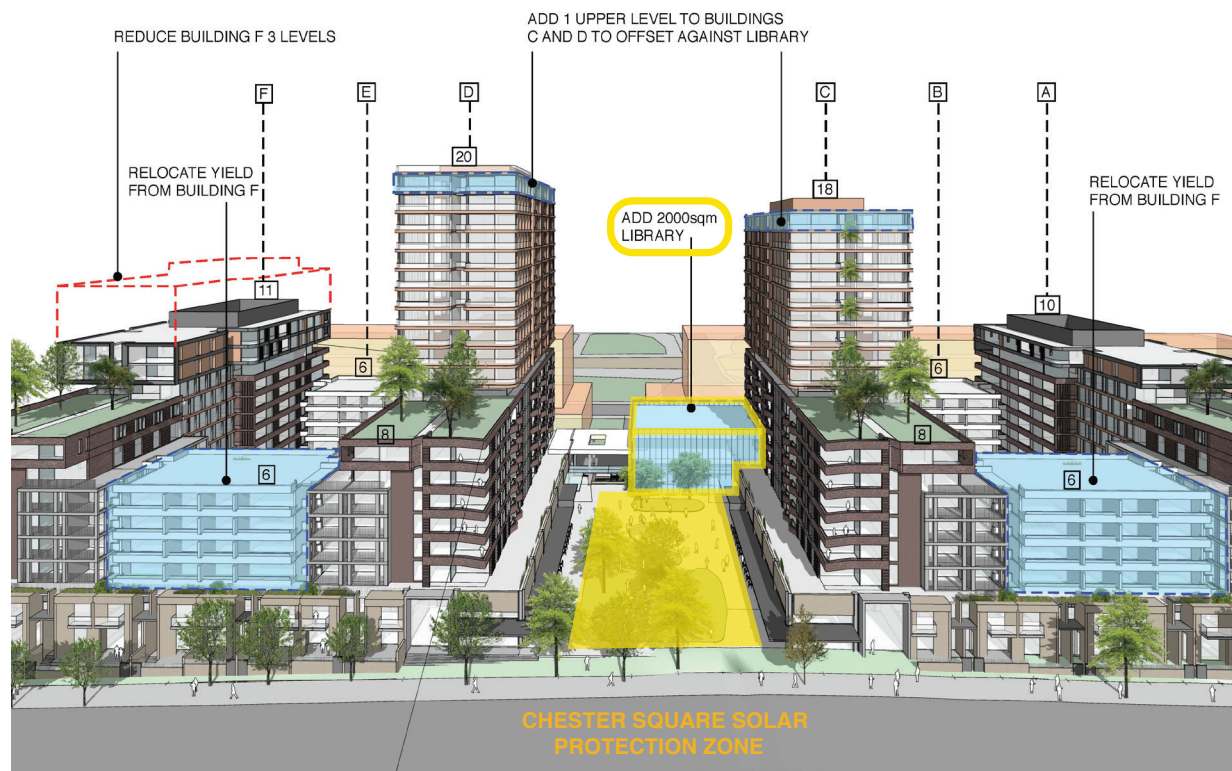 ADD 1 UPPER LEVEL TO BUILDINGS
C AND D TO OFFSET AGAINST LIBRARY
REDUCE BUILDING F 3 LEVELS
F
E
D
C
B
A
20
RELOCATE YIELD
FROM BUILDING F
18
RELOCATE YIELD
FROM BUILDING F
ADD 2000sqm
LIBRARY
11
10
6
6
8
8
6
6
CHESTER SQUARE SOLAR
PROTECTION ZONE